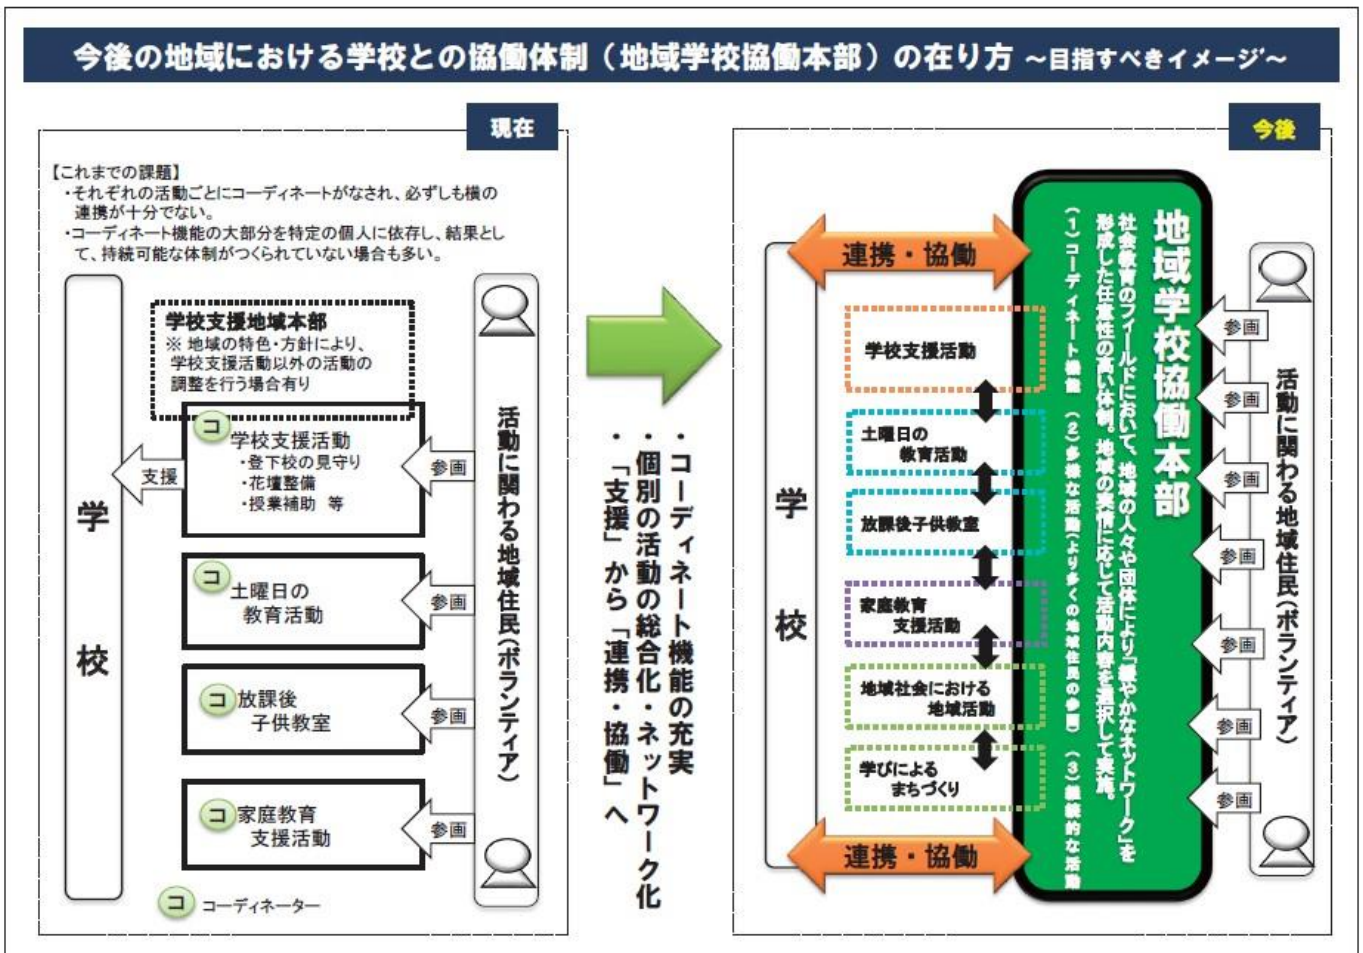 今後の地域における学校との協働体制（地域学校協働本部）の在り方 ～目指すべきイメージ～
現在
【これまでの課題】
・それぞれの活動ごとにコーディネートがなされ、必ずしも横の
連携が十分でない。
・コーディネート機能の大部分を特定の個人に依存し、結果とし
て、持続可能な体制がつくられていない場合も多い。
学校
学校支援地域本部
※ 地域の特色・方針により、
学校支援活動以外の活動の
調整を行う場合有り
コ
学校支援活動
・登下校の見守り
・花壇整備
・授業補助 等
支援
参画
コ
土曜日の
教育活動
参画
コ
放課後
子供教室
参画
コ
家庭教育
支援活動
参画
活動に関わる地域住民（ボランティア）
コ コーディネーター
・コーディネート機能の充実
・個別の活動の総合化・ネットワーク化
・「支援」から「連携・協働」へ
今後
学校
連携・協働
学校支援活動
土曜日の
教育活動
放課後子供教室
家庭教育
支援活動
地域社会における
地域活動
学びによる
まちづくり
連携・協働
地域学校協働本部
社会教育のフィールドにおいて、地域の人々や団体により「緩やかなネットワーク」を
形成した任意性の高い体制。地域の実情に応じて活動内容を選択して実施。
（1）コーディネート機能 （2）多様な活動（より多くの地域住民の参画） （3）継続的な活動
参画
参画
参画
参画
参画
参画
参画
活動に関わる地域住民（ボランティア）